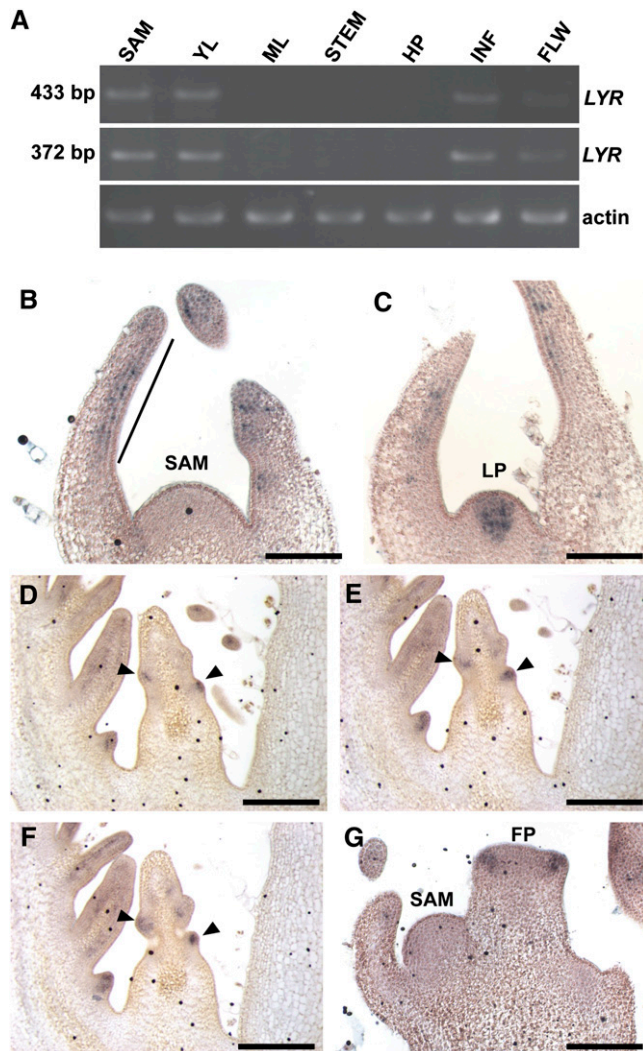 A
SAM YL ML STEM HP INF FLW
433 bp LYR
372 bp LYR
actin
B
SAM
C
LP
D
E
F
G
FP
SAM